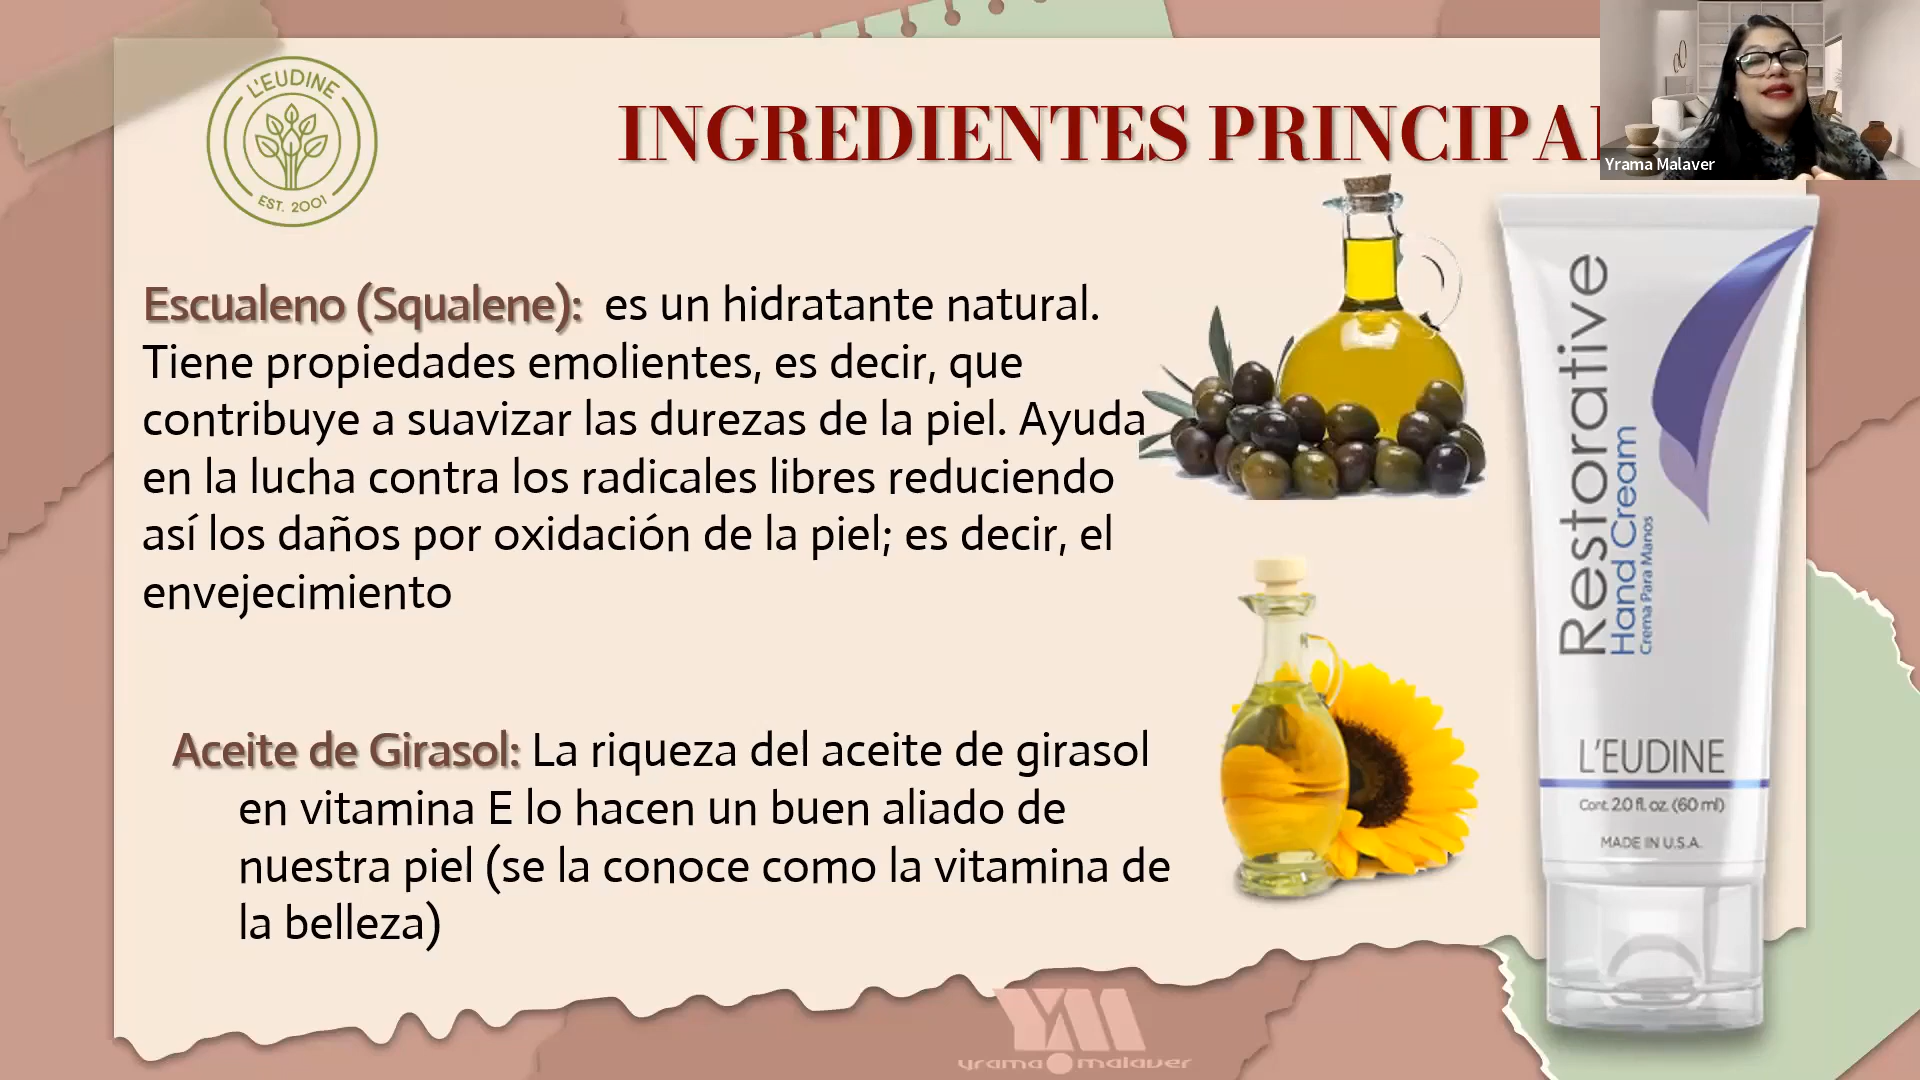 L'EUDINE
EST. 2001
INGREDIENTES PRINCIPA
Yrama Malaver
Escualeno (Squalene): es un hidratante natural.
Tiene propiedades emolientes, es decir, que
contribuye a suavizar las durezas de la piel. Ayuda
en la lucha contra los radicales libres reduciendo
así los daños por oxidación de la piel; es decir, el
envejecimiento
Aceite de Girasol: La riqueza del aceite de girasol
en vitamina E lo hacen un buen aliado de
nuestra piel (se la conoce como la vitamina de
la belleza)
Restorative
Hand Cream
Crema Para Manos
L'EUDINE
Cont. 2.0 fl. oz. (60 ml)
MADE IN U.S.A.
YM
yrama malaver